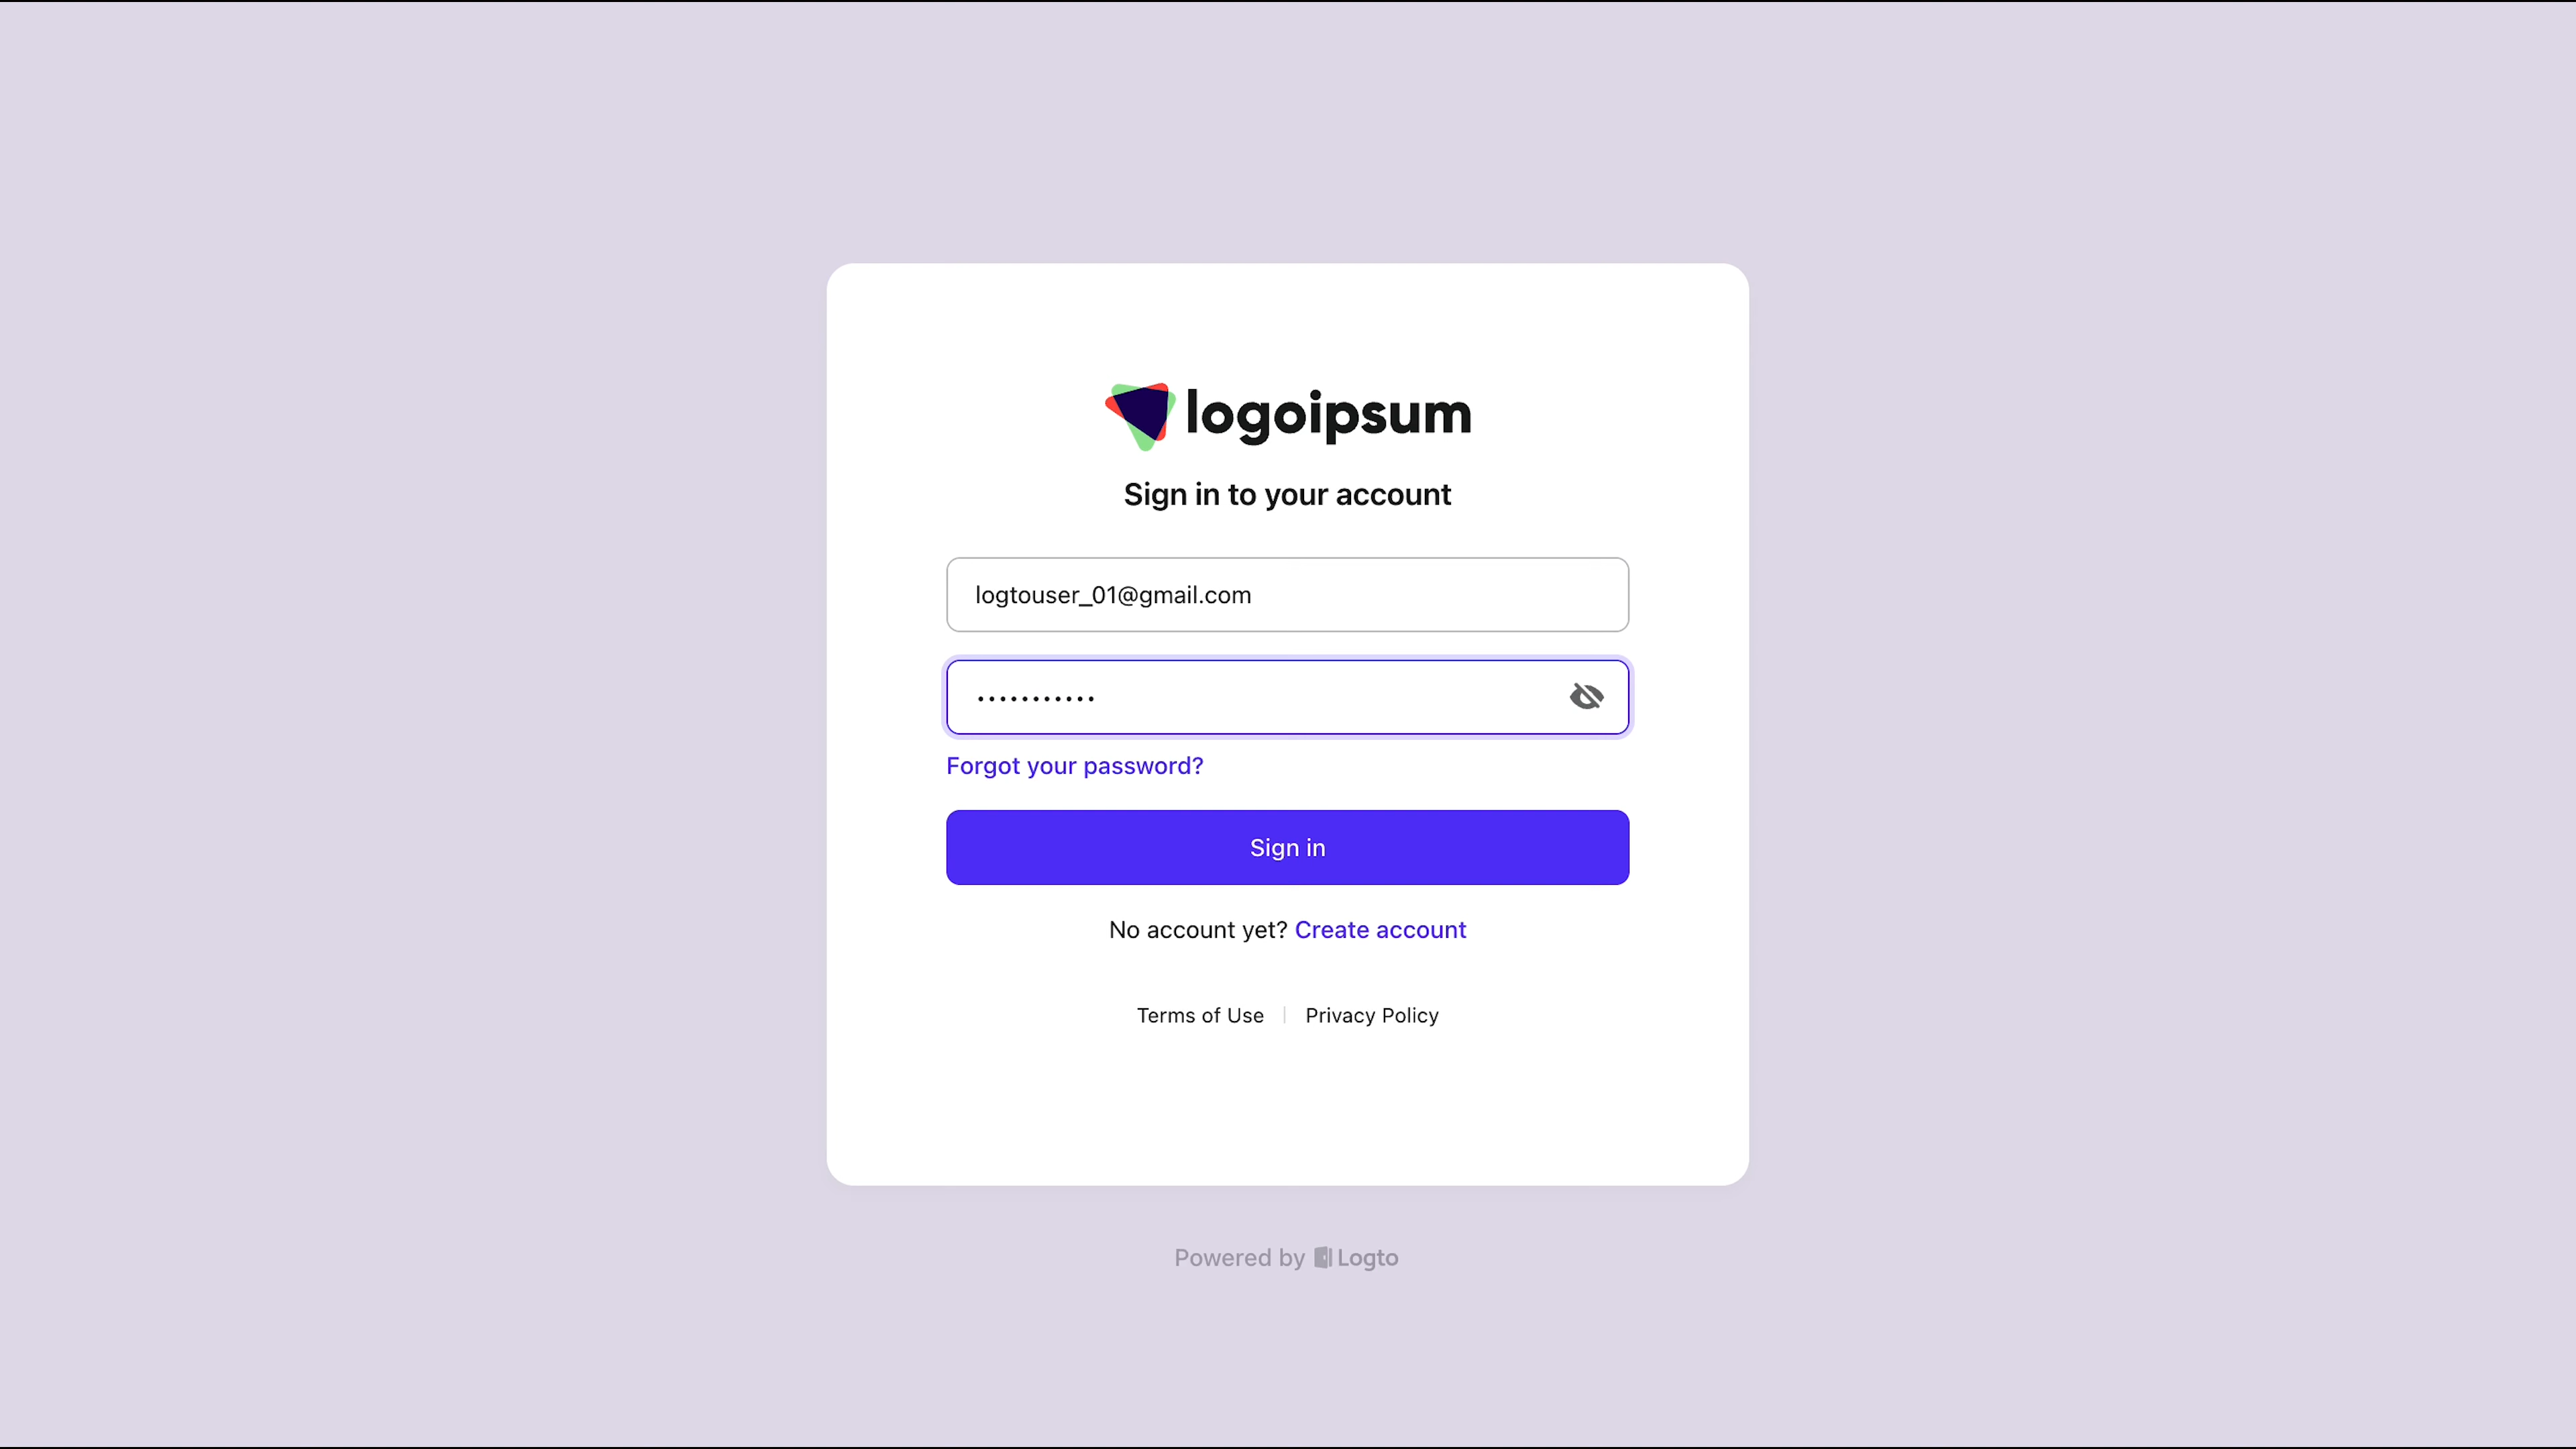 logoipsum
Sign in to your account
logtouser_01@gmail.com
•••••••••••
Forgot your password?
Sign in
No account yet? Create account
Terms of Use | Privacy Policy
Powered by Logto